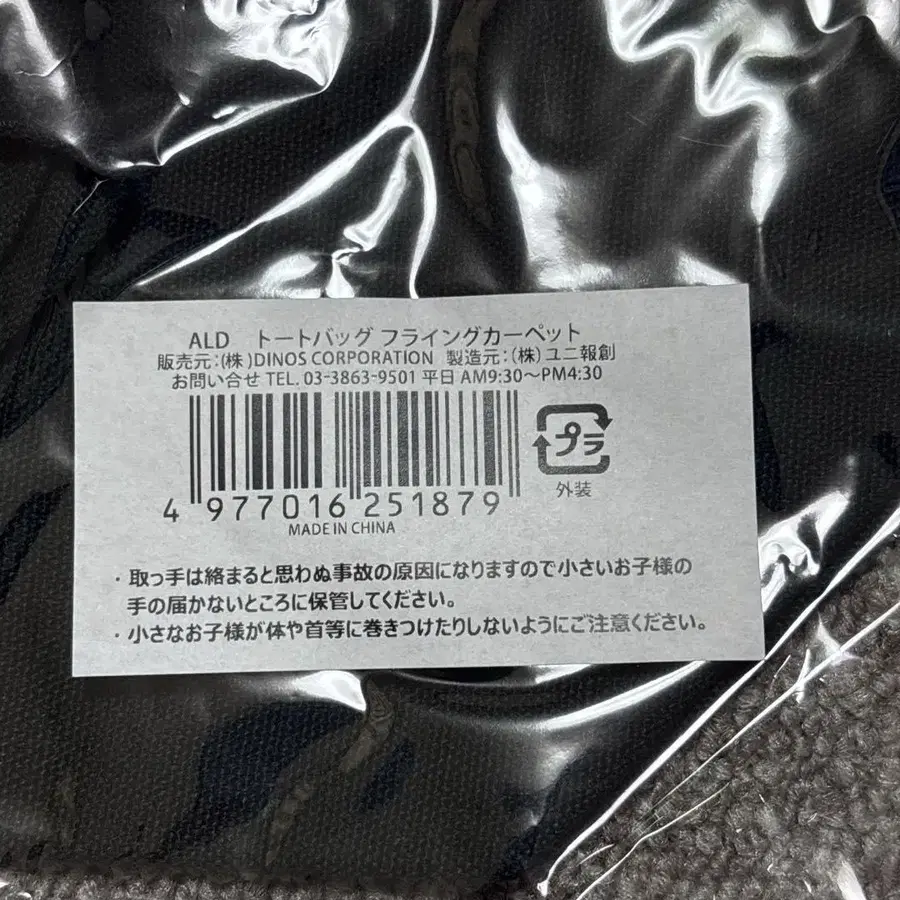 ALD トートバッグ フライングカーペット
販売元:(株)DINOS CORPORATION 製造元:(株)ユニ報創
お問い合せ TEL. 03-3863-9501 平日 AM9:30〜PM4:30
プラ
外装
4 977016 251879
MADE IN CHINA
・取っ手は絡まると思わぬ事故の原因になりますので小さいお子様の
手の届かないところに保管してください。
・小さなお子様が体や首等に巻きつけたりしないようにご注意ください。